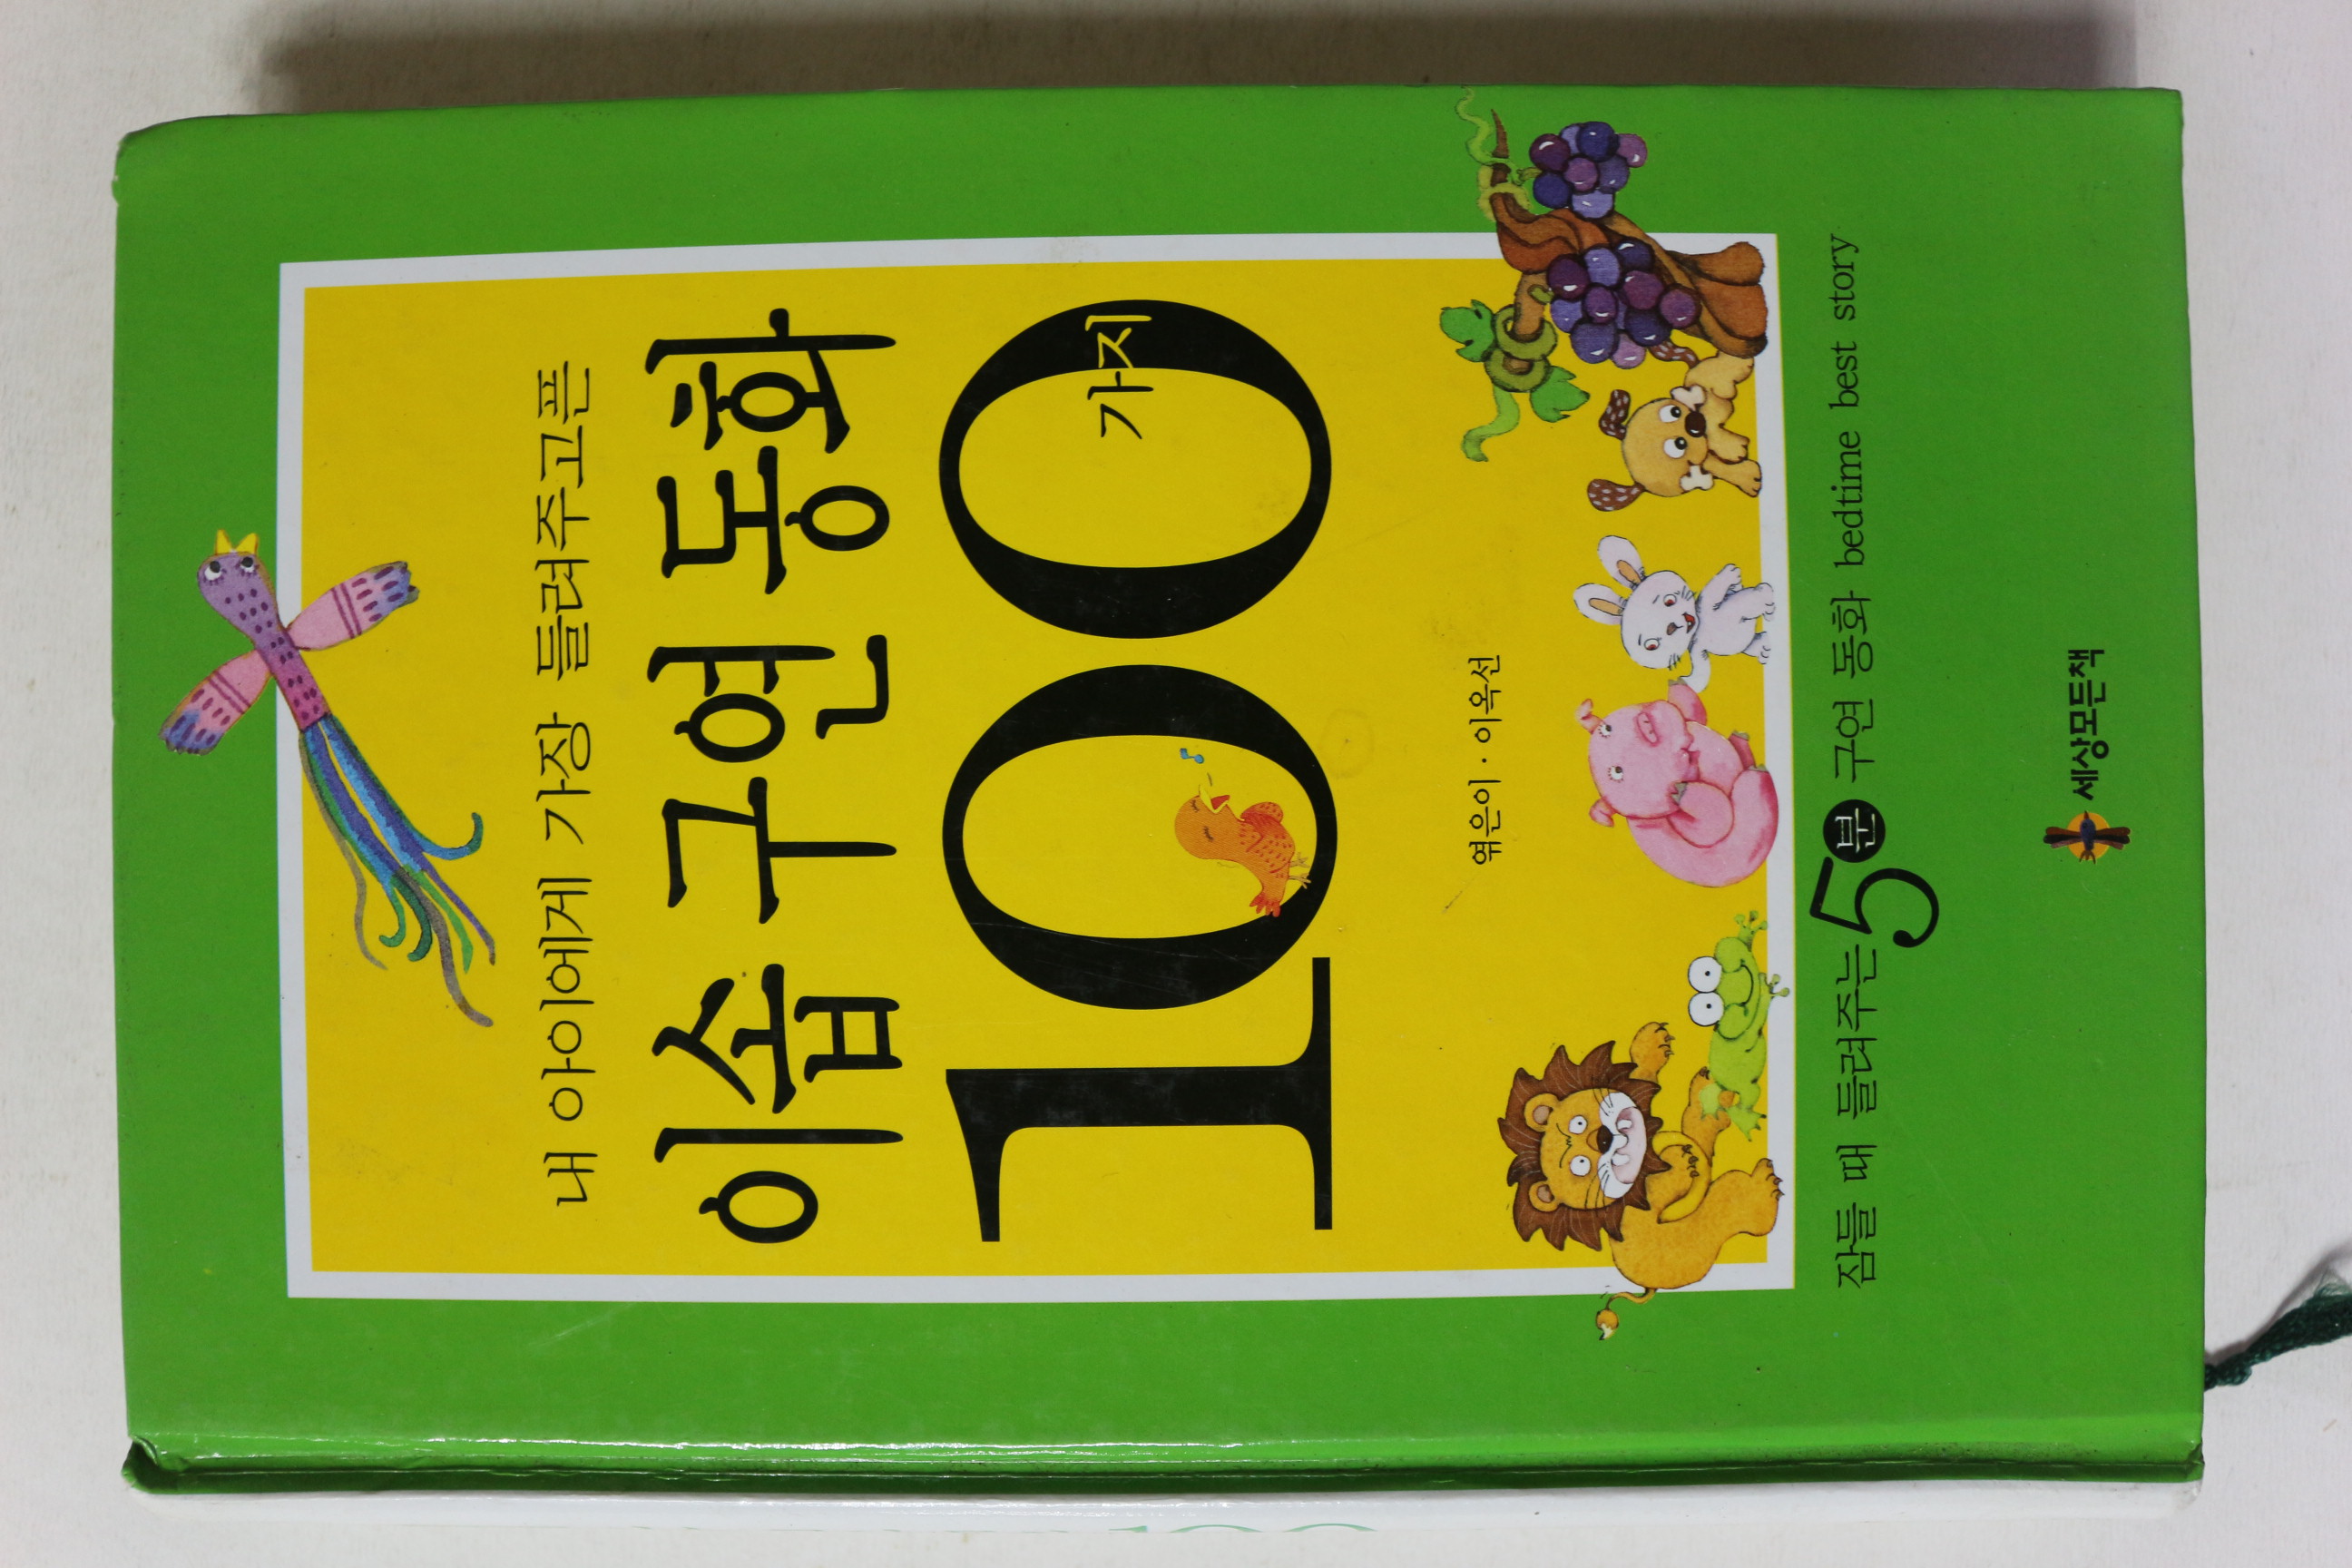 내 아이에게 가장 들려주고픈
이솝 구연 동화
100가지
엮은이 · 이옥선
잠들 때 들려주는 5분 구연 동화 bedtime best story
세상모든책